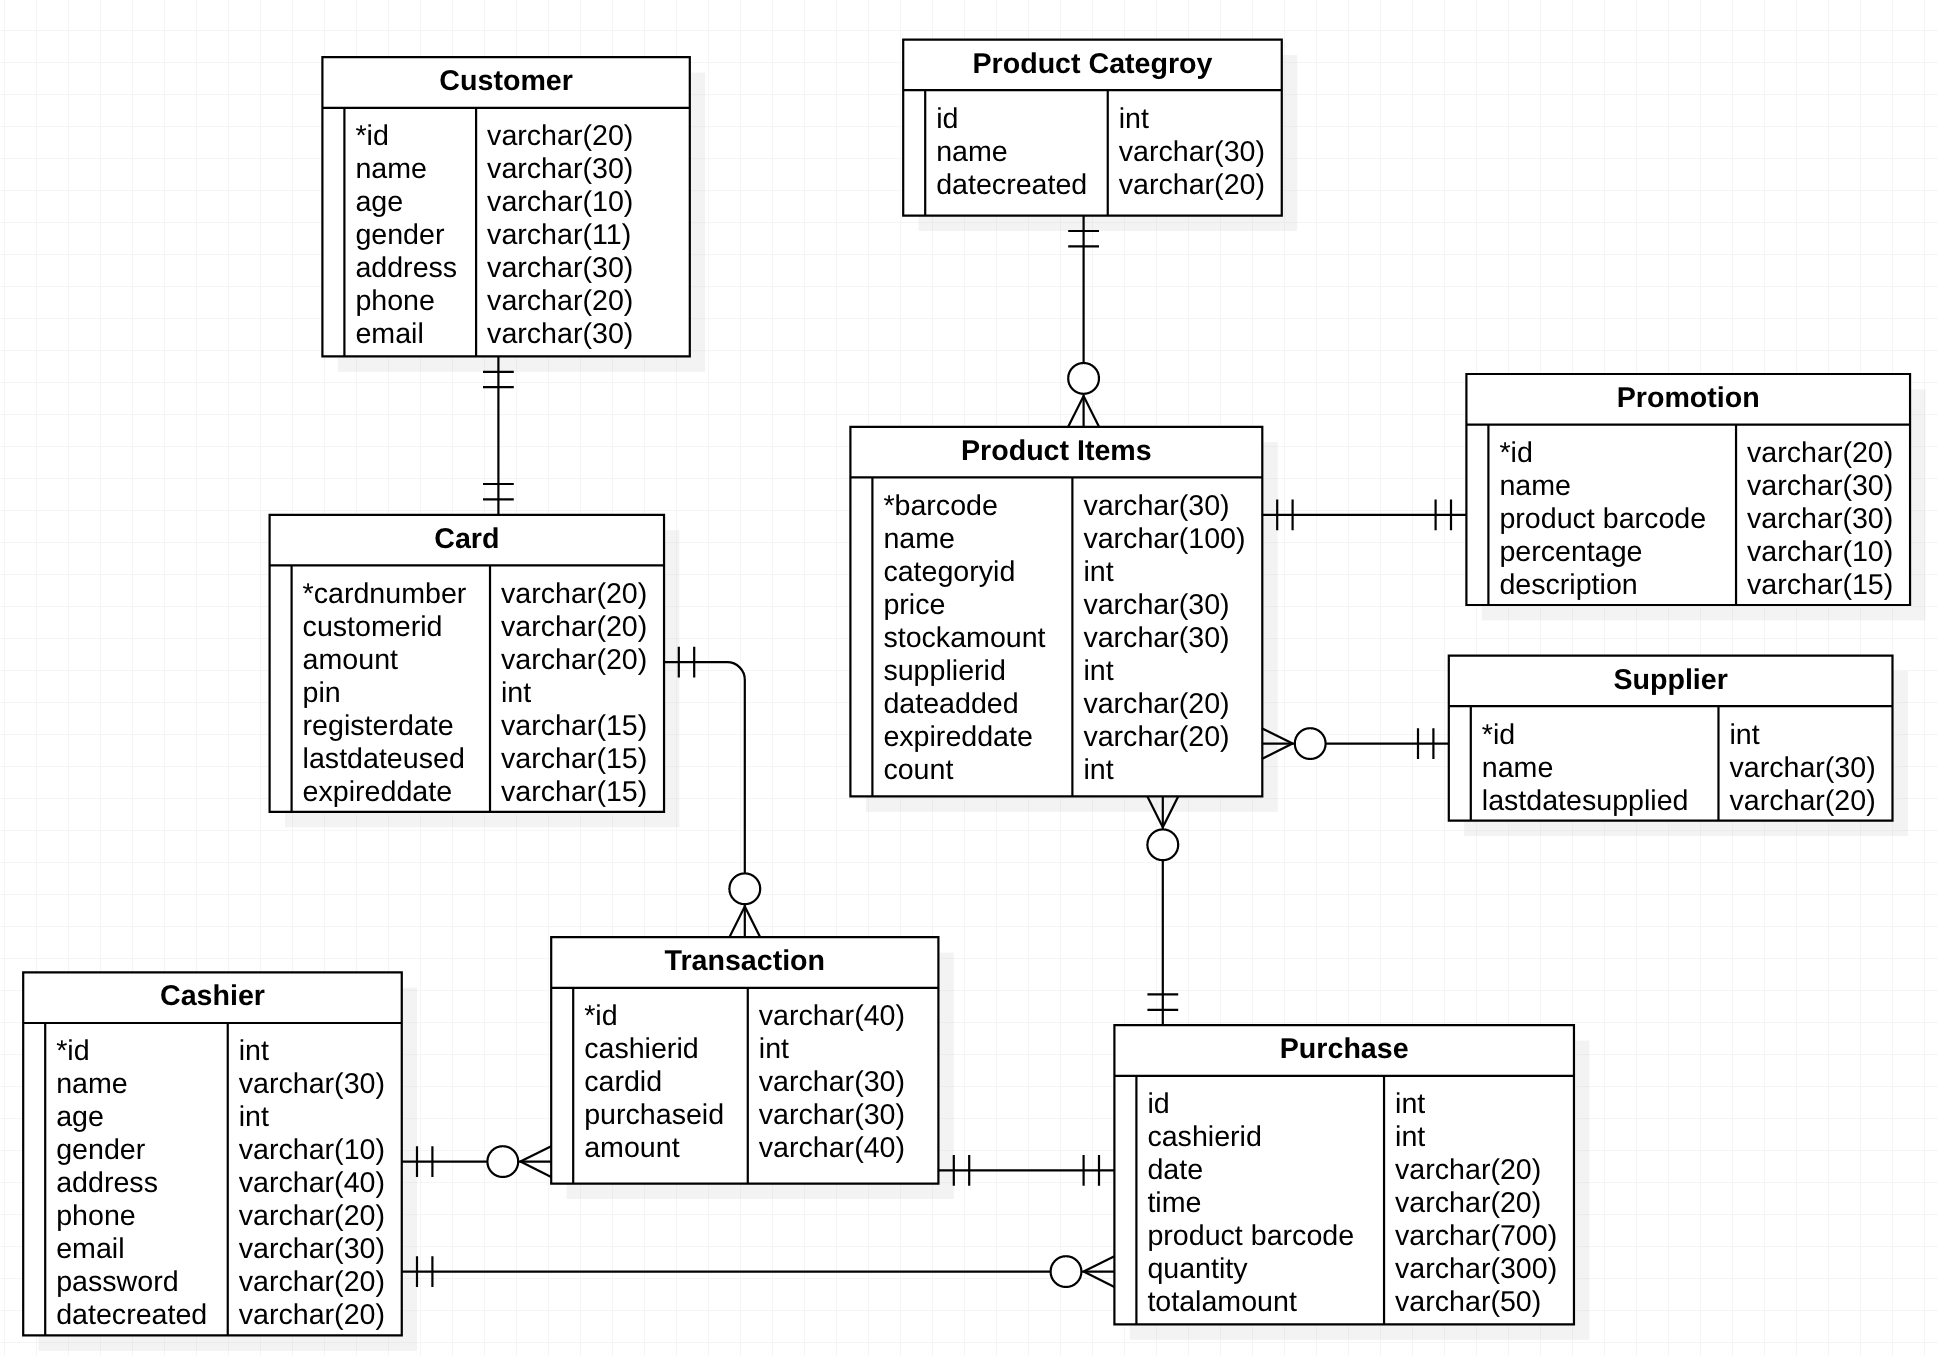 Customer
*id varchar(20)
name varchar(30)
age varchar(10)
gender varchar(11)
address varchar(30)
phone varchar(20)
email varchar(30)
Product Categroy
id int
name varchar(30)
datecreated varchar(20)
Promotion
*id varchar(20)
name varchar(30)
product barcode varchar(30)
percentage varchar(10)
description varchar(15)
Product Items
*barcode varchar(30)
name varchar(100)
categoryid int
price varchar(30)
stockamount varchar(30)
supplierid int
dateadded varchar(20)
expireddate varchar(20)
count int
Card
*cardnumber varchar(20)
customerid varchar(20)
amount varchar(20)
pin int
registerdate varchar(15)
lastdateused varchar(15)
expireddate varchar(15)
Supplier
*id int
name varchar(30)
lastdatesupplied varchar(20)
Transaction
*id varchar(40)
cashierid int
cardid varchar(30)
purchaseid varchar(30)
amount varchar(40)
Cashier
*id int
name varchar(30)
age int
gender varchar(10)
address varchar(40)
phone varchar(20)
email varchar(30)
password varchar(20)
datecreated varchar(20)
Purchase
id int
cashierid int
date varchar(20)
time varchar(20)
product barcode varchar(700)
quantity varchar(300)
totalamount varchar(50)